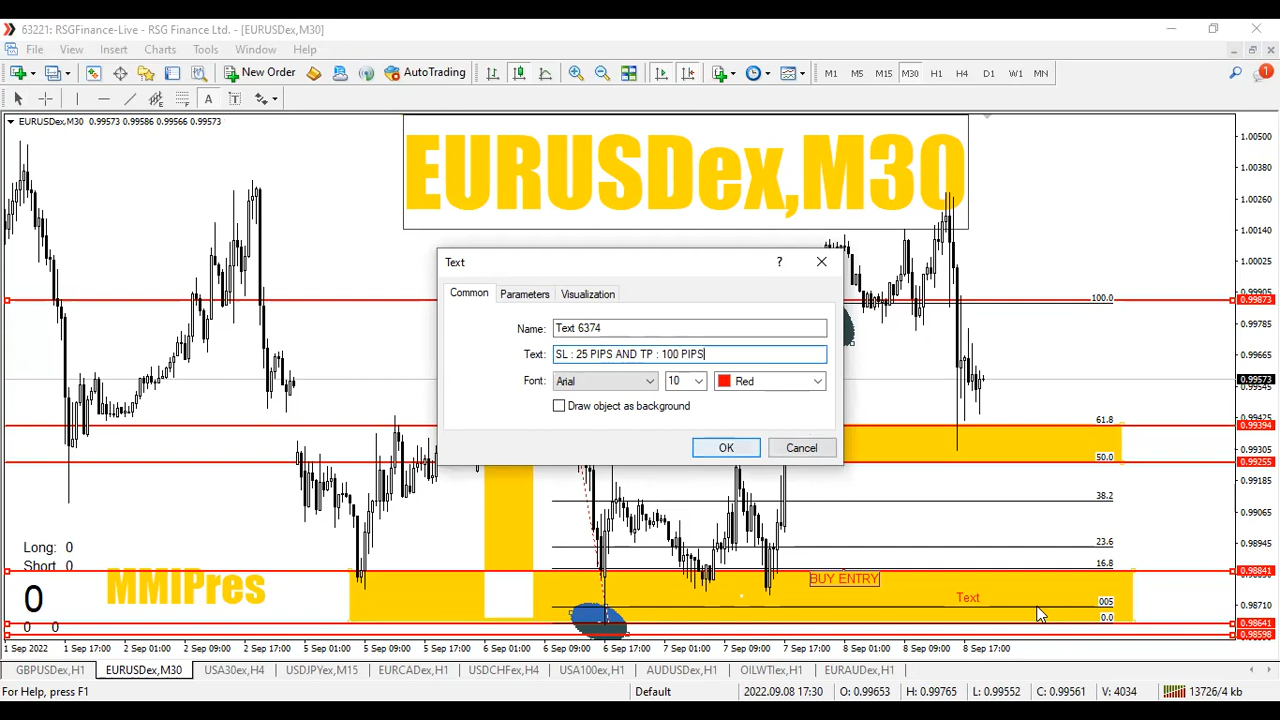 63221: RSGFinance-Live - RSG Finance Ltd. - [EURUSDex,M30]
File View Insert Charts Tools Window Help
New Order AutoTrading M1 M5 M15 M30 H1 H4 D1 W1 MN 1
A T
EURUSDex,M30 0.99573 0.99586 0.99566 0.99573
EURUSDex,M30
1.00500
1.00380
1.00260
1.00140
1.00025
0.99905
0.99873
100.0
0.99785
0.99665
0.99573
0.99545
61.8
0.99394
0.99305
50.0
0.99255
0.99185
38.2
0.99065
23.6
0.98945
16.8
0.98841
0.98710
005
0.0
0.98641
0.98598
Text
Common Parameters Visualization
Name: Text 6374
Text: SL : 25 PIPS AND TP : 100 PIPS
Font: Arial 10 Red
Draw object as background
OK Cancel
BUY ENTRY
Text
Long: 0
Short 0
0
0 0
MMIPres
1 Sep 2022 1 Sep 17:00 2 Sep 01:00 2 Sep 09:00 2 Sep 17:00 5 Sep 01:00 5 Sep 09:00 5 Sep 17:00 6 Sep 01:00 6 Sep 09:00 6 Sep 17:00 7 Sep 01:00 7 Sep 09:00 7 Sep 17:00 8 Sep 01:00 8 Sep 09:00 8 Sep 17:00
GBPUSDex,H1 EURUSDex,M30 USA30ex,H4 USDJPYex,M15 EURCADex,H1 USDCHFex,H4 USA100ex,H1 AUDUSDex,H1 OILWTIex,H1 EURAUDex,H1
For Help, press F1 Default 2022.09.08 17:30 O: 0.99653 H: 0.99765 L: 0.99552 C: 0.99561 V: 4034 13726/4 kb